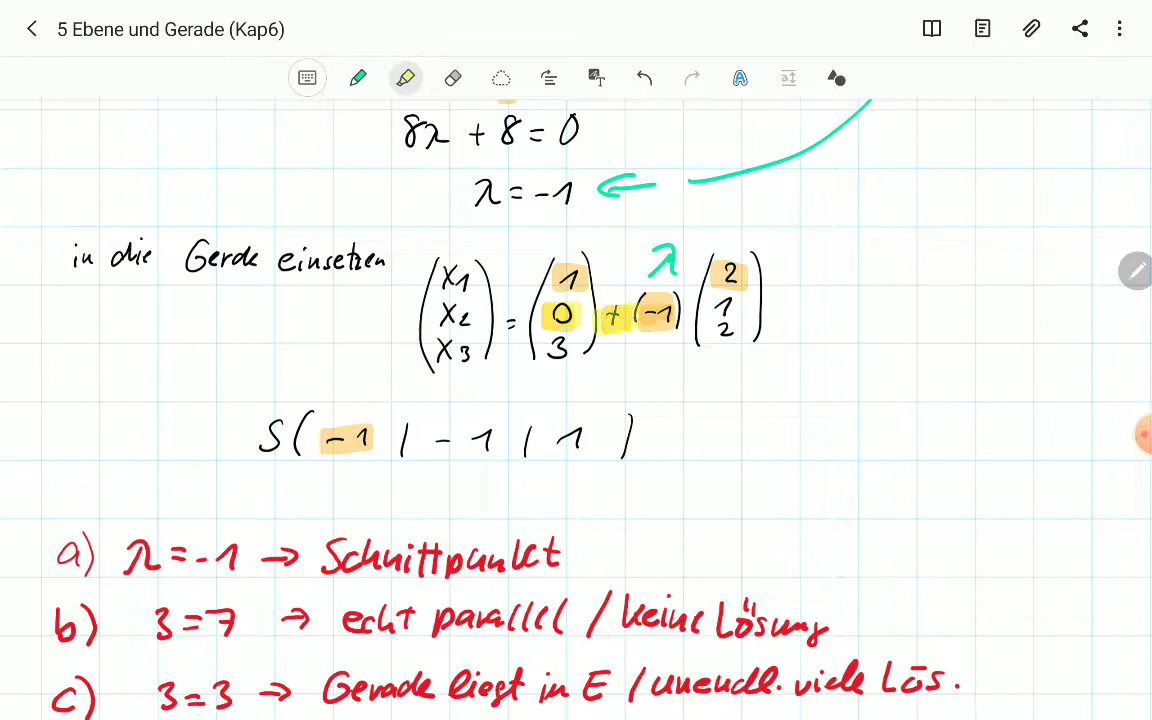 5 Ebene und Gerade (Kap6)
8λ + 8 = 0
λ = -1
in die Gerde einsetzen
λ
(x1 x2 x3) = (1 0 3) + (-1) (2 1 2)
S( -1 | -1 | 1 )
a) λ = -1 → Schnittpunkt
b) 3 = 7 → echt parallel / keine Lösung
c) 3 = 3 → Gerade liegt in E / unendl. viele Lös.